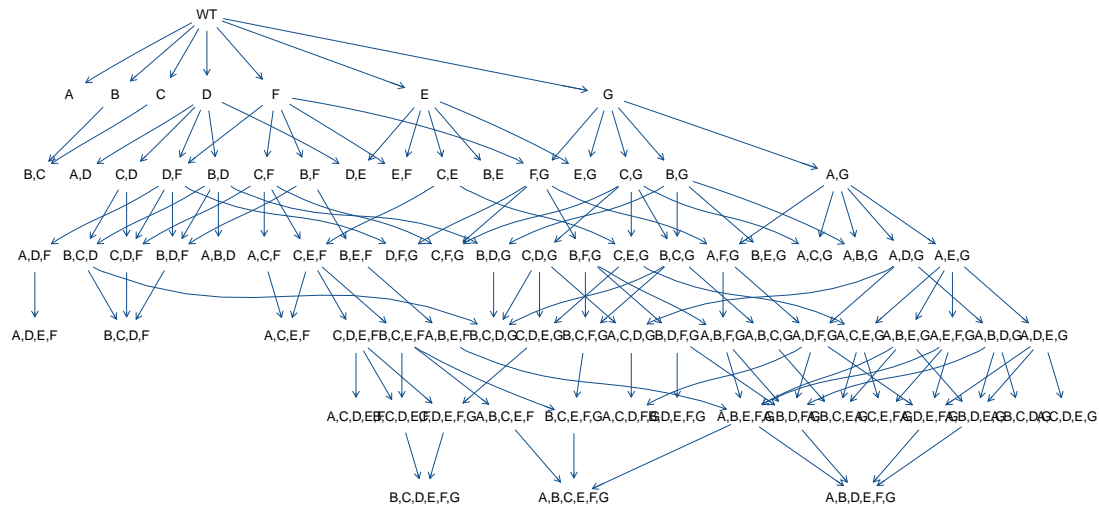 WT
A B C D F E G
B,C A,D C,D D,F B,D C,F B,F D,E E,F C,E B,E F,G E,G C,G B,G A,G
A,D,F B,C,D C,D,F B,D,F A,B,D A,C,F C,E,F B,E,F D,F,G C,F,G B,D,G C,D,G B,F,G C,E,G B,C,G A,F,G B,E,G A,C,G A,B,G A,D,G A,E,G
A,D,E,F B,C,D,F A,C,E,F C,D,E,F B,C,E,F A,B,E,F B,C,D,G C,D,E,G B,C,F,G A,C,D,G B,D,F,G A,B,F,G A,B,C,G A,D,F,G A,C,E,G A,B,E,G A,E,F,G A,B,D,G A,D,E,G
A,C,D,E,F B,C,D,E,F C,D,E,F,G A,B,C,E,F B,C,E,F,G A,C,D,F,G B,D,E,F,G A,B,E,F,G A,B,D,F,G A,B,C,E,G A,C,E,F,G A,D,E,F,G A,B,D,E,G A,B,C,D,G A,C,D,E,G
B,C,D,E,F,G A,B,C,E,F,G A,B,D,E,F,G